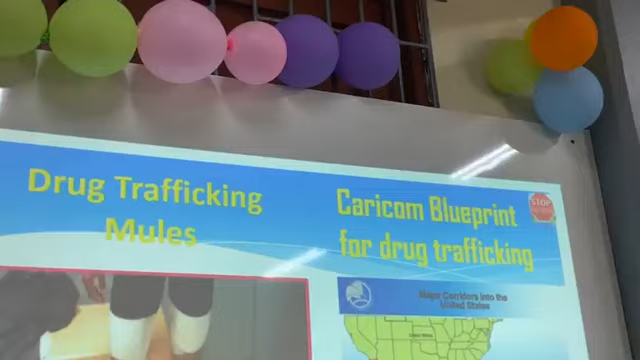 Drug Trafficking
Mules
Caricom Blueprint
for drug trafficking
STOP
Major Corridors into the
United States